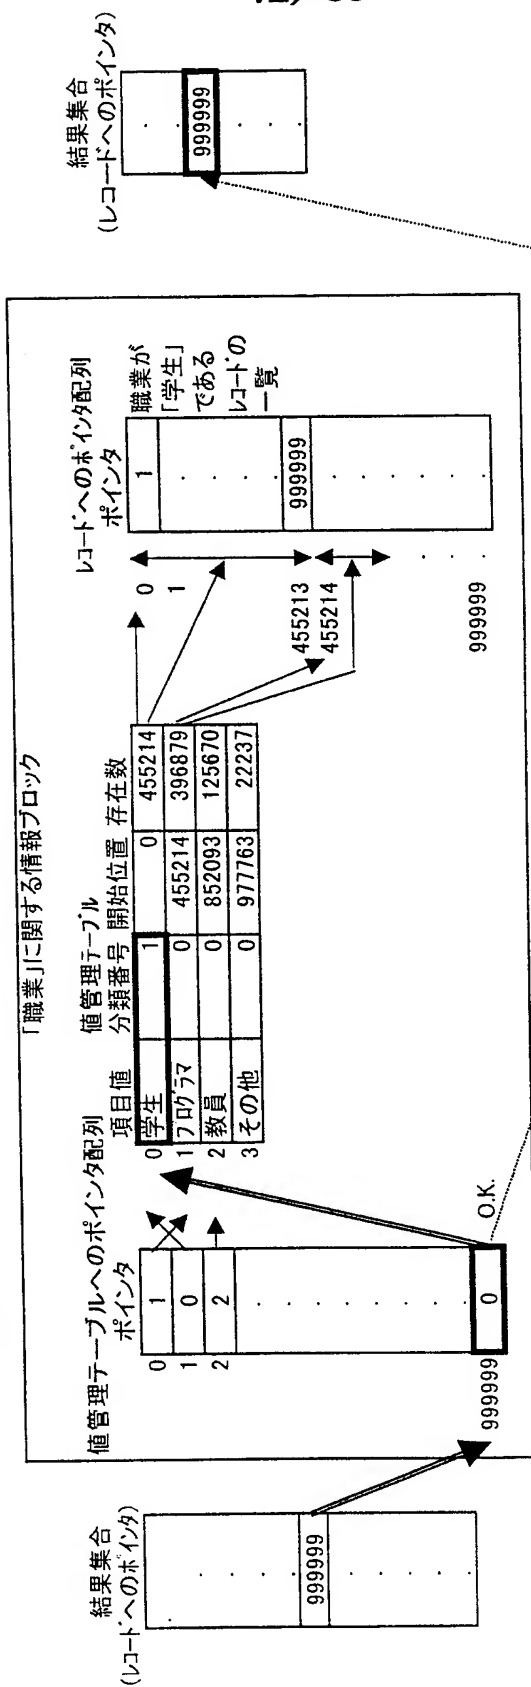 「職業」に関する情報ブロック
結果集合
(レコードへのポインタ)
999999
値管理テーブルへのポインタ配列
ポインタ
0 1
1 0
2 2
999999 0
O.K.
値管理テーブル
項目値 分類番号 開始位置 存在数
0 学生 1 0 455214
1 プログラマ 0 455214 396879
2 教員 0 852093 125670
3 その他 0 977763 22237
レコードへのポインタ配列
ポインタ
0 1
1
455213 999999
455214
999999
職業が
「学生」
である
レコードの
一覧
結果集合
(レコードへのポインタ)
999999